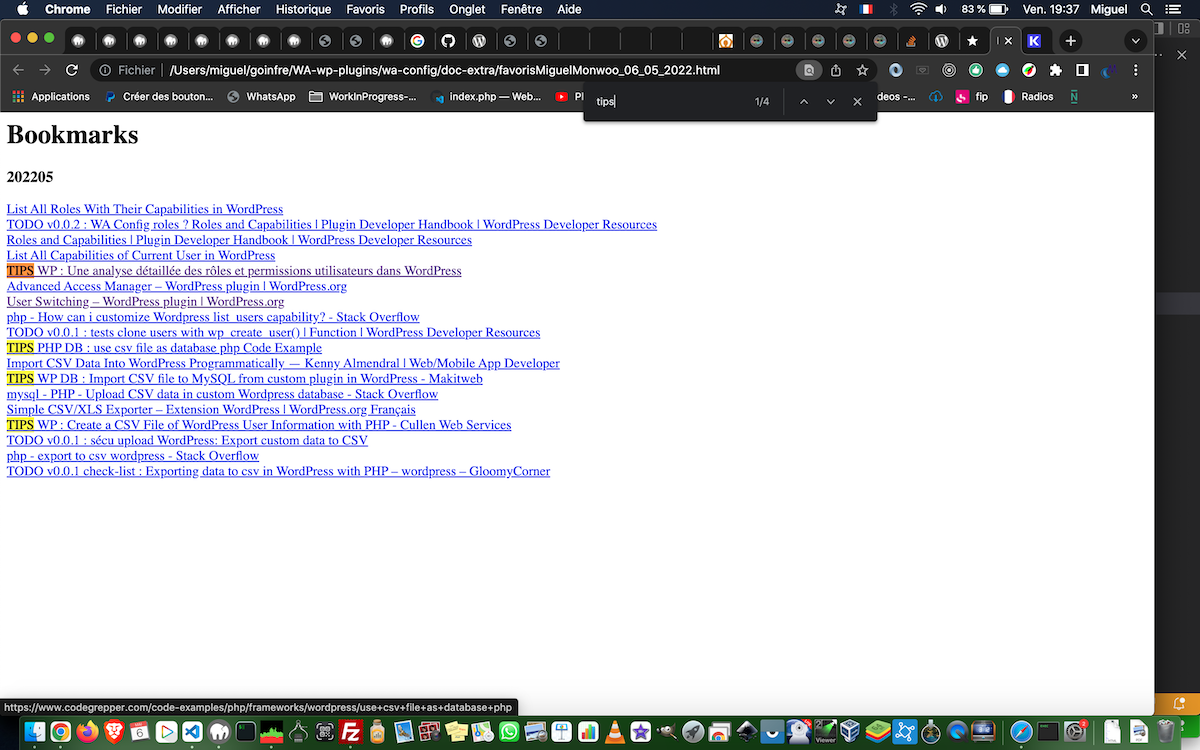 Chrome Fichier Modifier Afficher Historique Favoris Profils Onglet Fenêtre Aide 83 % Ven. 19:37 Miguel
Fichier /Users/miguel/goinfre/WA-wp-plugins/wa-config/doc-extra/favorisMiguelMonwoo_06_05_2022.html
Applications Créer des bouton... WhatsApp WorkInProgress-... index.php — Web... deos –... fip Radios »
tips 1/4
Bookmarks
202205
List All Roles With Their Capabilities in WordPress
TODO v0.0.2 : WA Config roles ? Roles and Capabilities | Plugin Developer Handbook | WordPress Developer Resources
Roles and Capabilities | Plugin Developer Handbook | WordPress Developer Resources
List All Capabilities of Current User in WordPress
TIPS WP : Une analyse détaillée des rôles et permissions utilisateurs dans WordPress
Advanced Access Manager – WordPress plugin | WordPress.org
User Switching – WordPress plugin | WordPress.org
php - How can i customize Wordpress list_users capability? - Stack Overflow
TODO v0.0.1 : tests clone users with wp_create_user() | Function | WordPress Developer Resources
TIPS PHP DB : use csv file as database php Code Example
Import CSV Data Into WordPress Programmatically — Kenny Almendral | Web/Mobile App Developer
TIPS WP DB : Import CSV file to MySQL from custom plugin in WordPress - Makitweb
mysql - PHP - Upload CSV data in custom Wordpress database - Stack Overflow
Simple CSV/XLS Exporter – Extension WordPress | WordPress.org Français
TIPS WP : Create a CSV File of WordPress User Information with PHP - Cullen Web Services
TODO v0.0.1 : sécu upload WordPress: Export custom data to CSV
php - export to csv wordpress - Stack Overflow
TODO v0.0.1 check-list : Exporting data to csv in WordPress with PHP – wordpress – GloomyCorner
https://www.codegrepper.com/code-examples/php/frameworks/wordpress/use+csv+file+as+database+php